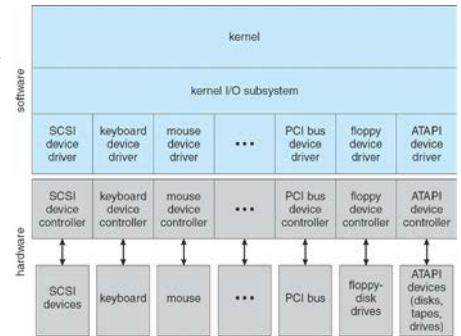 kernel
kernel I/O subsystem
software
SCSI
device
driver
keyboard
device
driver
mouse
device
driver
•••
PCI bus
device
driver
floppy
device
driver
ATAPI
device
driver
hardware
SCSI
device
controller
keyboard
device
controller
mouse
device
controller
•••
PCI bus
device
controller
floppy
device
controller
ATAPI
device
controller
SCSI
devices
keyboard
mouse
•••
PCI bus
floppy-
disk
drives
ATAPI
devices
(disks,
tapes,
drives)